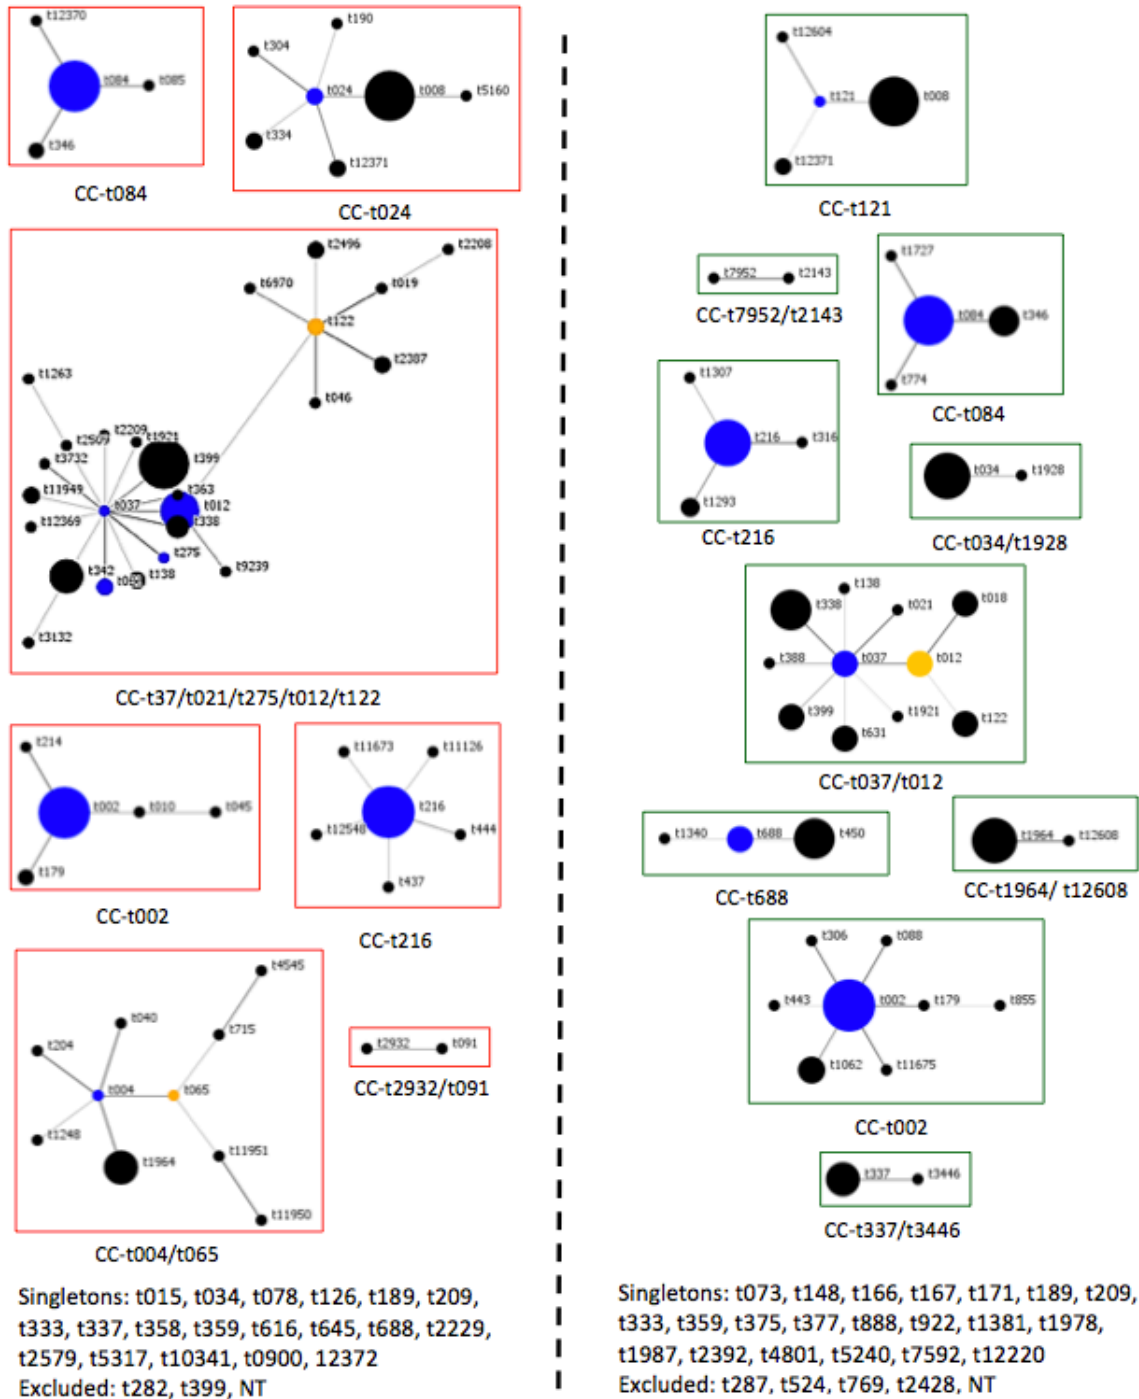 t12370
t084
t085
t346
CC-t084
t190
t304
t024
t008
t5160
t334
t12371
CC-t024
t2496
t2208
t6970
t019
t122
t2387
t046
t1263
t2209
t2509
t1921
t3732
t399
t11949
t363
t037
t012
t12369
t338
t275
t342
t138
t9239
t3132
CC-t37/t021/t275/t012/t122
t214
t002
t010
t045
t179
CC-t002
t11673
t11126
t216
t12548
t444
t437
CC-t216
t4545
t040
t715
t204
t004
t065
t1248
t11951
t1964
t11950
CC-t004/t065
t2932
t091
CC-t2932/t091
Singletons: t015, t034, t078, t126, t189, t209,
t333, t337, t358, t359, t616, t645, t688, t2229,
t2579, t5317, t10341, t0900, 12372
Excluded: t282, t399, NT
t12604
t121
t008
t12371
CC-t121
t7952
t2143
CC-t7952/t2143
t1727
t084
t346
t774
CC-t084
t1307
t216
t316
t1293
CC-t216
t034
t1928
CC-t034/t1928
t138
t338
t021
t018
t388
t037
t012
t399
t1921
t122
t631
CC-t037/t012
t1340
t688
t450
CC-t688
t1964
t12608
CC-t1964/ t12608
t306
t088
t443
t002
t179
t855
t1062
t11675
CC-t002
t337
t3446
CC-t337/t3446
Singletons: t073, t148, t166, t167, t171, t189, t209,
t333, t359, t375, t377, t888, t922, t1381, t1978,
t1987, t2392, t4801, t5240, t7592, t12220
Excluded: t287, t524, t769, t2428, NT